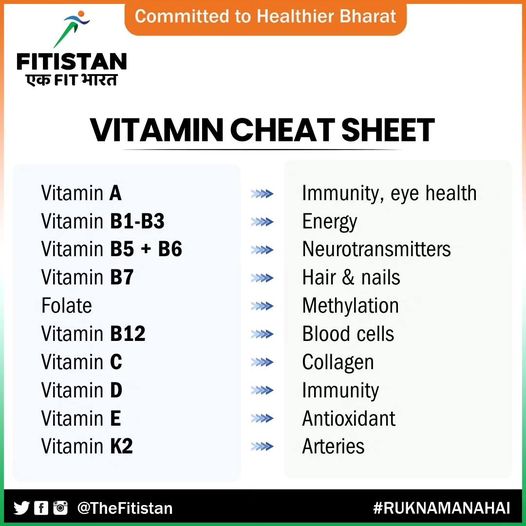 Committed to Healthier Bharat
FITISTAN
एक FIT भारत
VITAMIN CHEAT SHEET
Vitamin A Immunity, eye health
Vitamin B1-B3 Energy
Vitamin B5 + B6 Neurotransmitters
Vitamin B7 Hair & nails
Folate Methylation
Vitamin B12 Blood cells
Vitamin C Collagen
Vitamin D Immunity
Vitamin E Antioxidant
Vitamin K2 Arteries
@TheFitistan #RUKNAMANAHAI